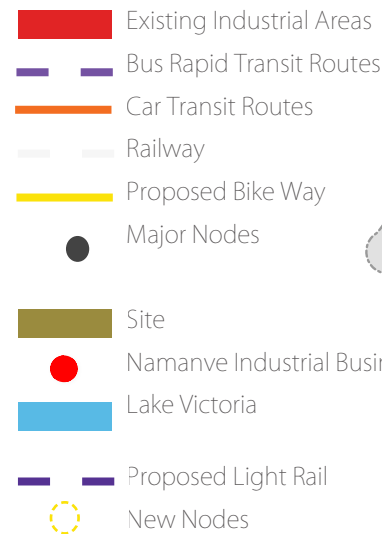 Existing Industrial Areas
Bus Rapid Transit Routes
Car Transit Routes
Railway
Proposed Bike Way
Major Nodes
Site
Namanve Industrial
Lake Victoria
Proposed Light Rail
New Nodes